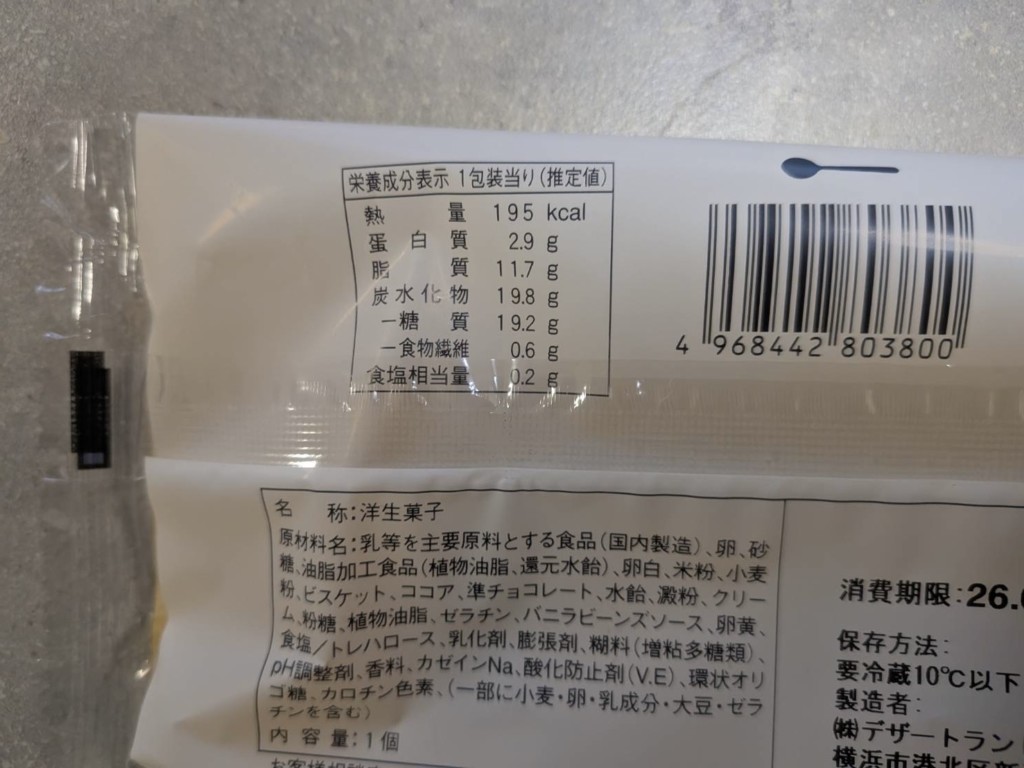 栄養成分表示 1包装当り(推定値)
熱量 195 kcal
蛋白質 2.9 g
脂質 11.7 g
炭水化物 19.8 g
－糖質 19.2 g
－食物繊維 0.6 g
食塩相当量 0.2 g
4 968442 803800
名称:洋生菓子
原材料名:乳等を主要原料とする食品(国内製造)、卵、砂
糖、油脂加工食品(植物油脂、還元水飴)、卵白、米粉、小麦
粉、ビスケット、ココア、準チョコレート、水飴、澱粉、クリー
ム、粉糖、植物油脂、ゼラチン、バニラビーンズソース、卵黄、
食塩/トレハロース、乳化剤、膨張剤、糊料(増粘多糖類)、
pH調整剤、香料、カゼインNa、酸化防止剤(V.E)、環状オリ
ゴ糖、カロチン色素、(一部に小麦・卵・乳成分・大豆・ゼラ
チンを含む)
内容量:1個
消費期限:26.
保存方法:
要冷蔵10℃以下
製造者:
㈱デザートラン
横浜市港北区新